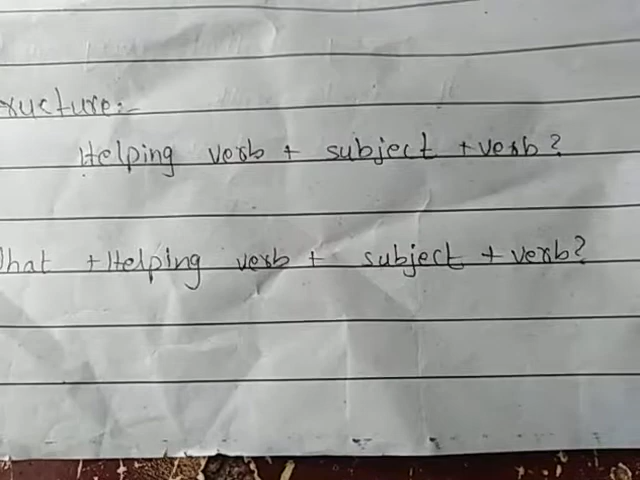 ructure:-
Helping verb + subject + verb?
hat + Helping verb + subject + verb?